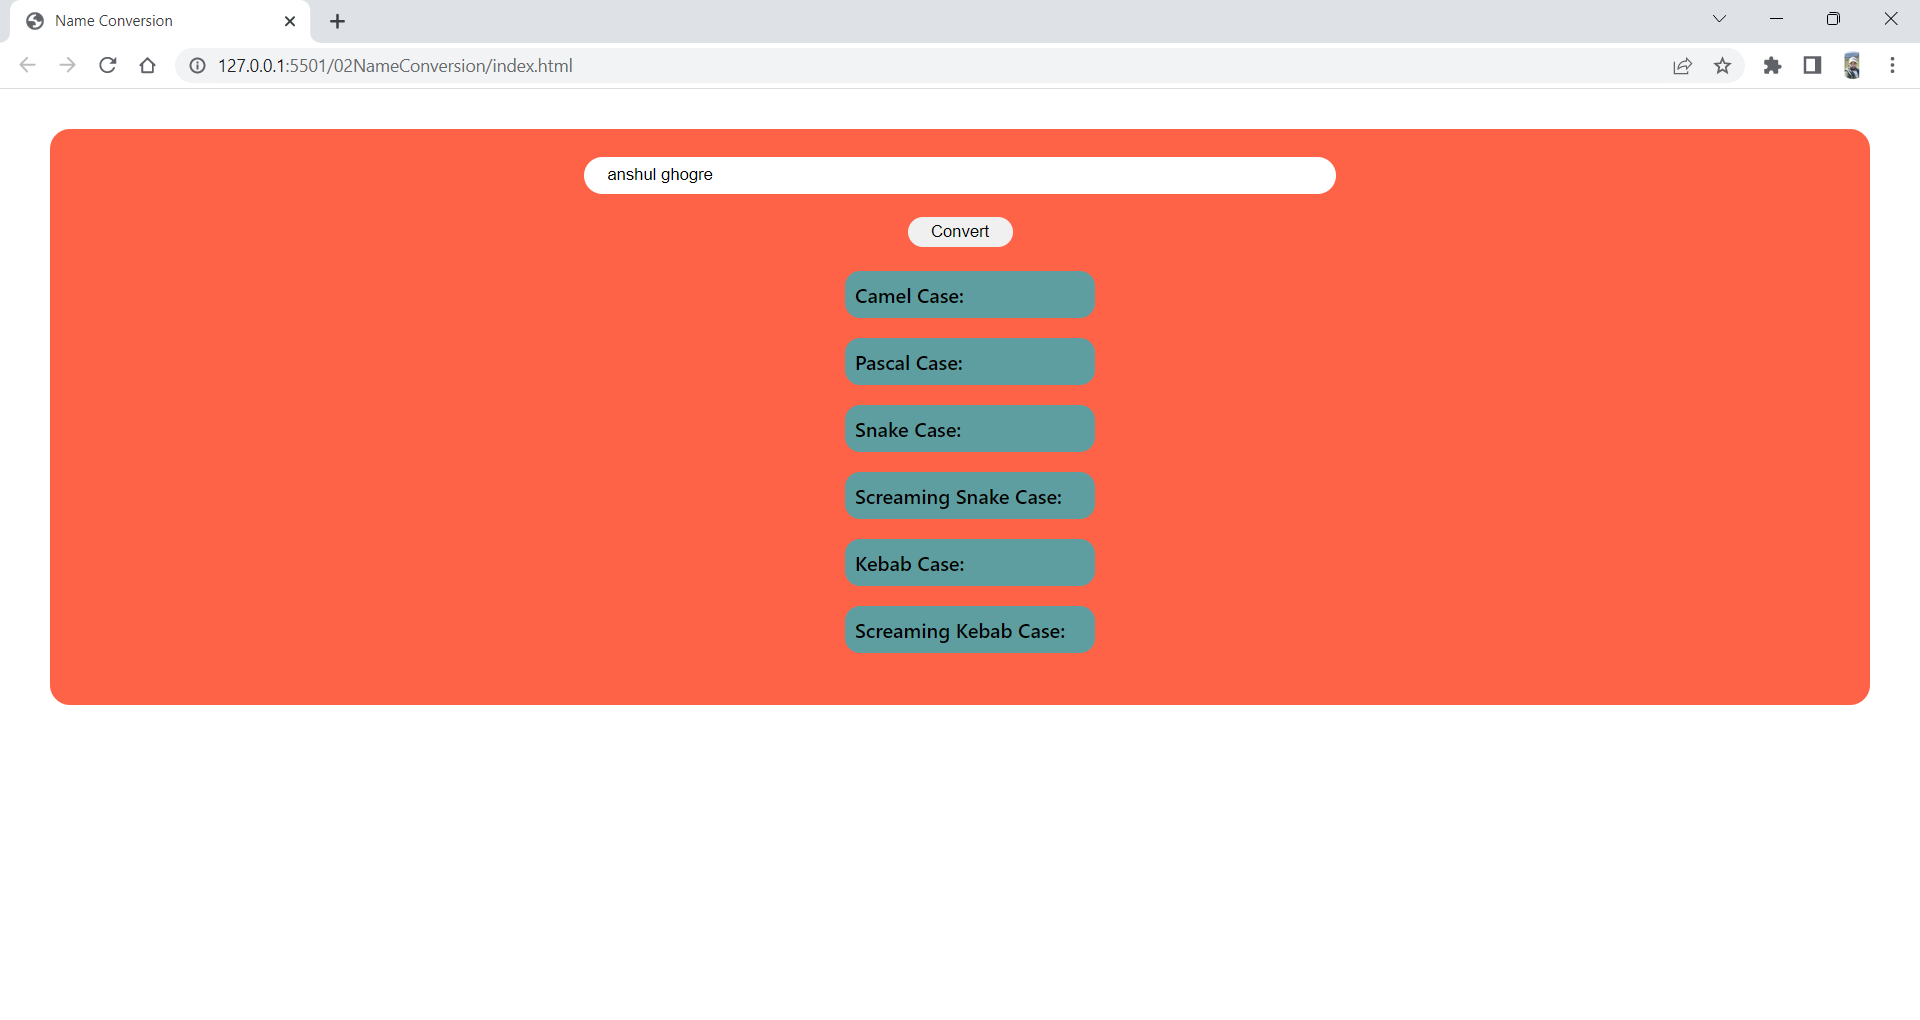 Name Conversion
127.0.0.1:5501/02NameConversion/index.html
anshul ghogre
Convert
Camel Case:
Pascal Case:
Snake Case:
Screaming Snake Case:
Kebab Case:
Screaming Kebab Case: